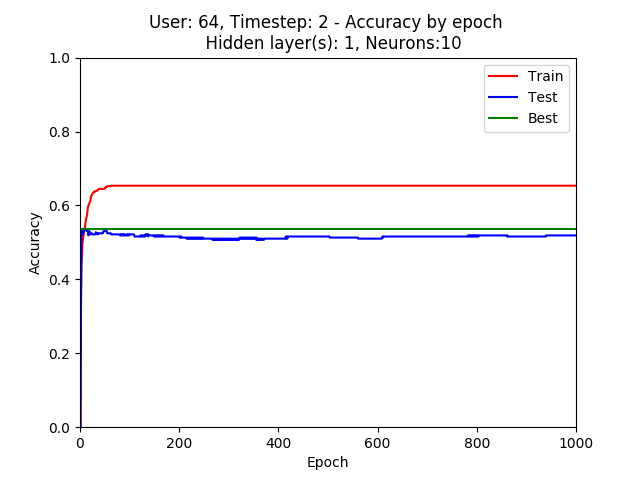 User: 64, Timestep: 2 - Accuracy by epoch
Hidden layer(s): 1, Neurons:10
Train
Test
Best
1.0
0.8
0.6
0.4
0.2
0.0
Accuracy
0 200 400 600 800 1000
Epoch